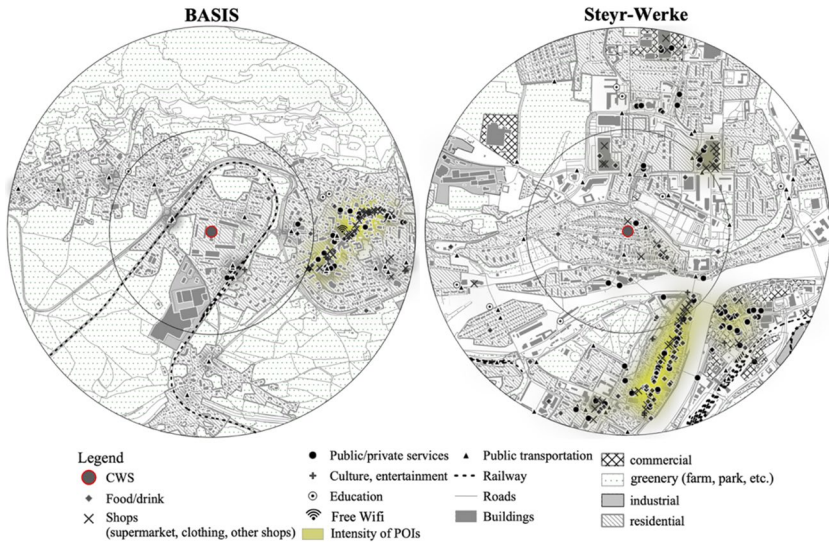 BASIS
Steyr-Werke
Legend
CWS
Food/drink
Shops
(supermarket, clothing, other shops)
Public/private services
Culture, entertainment
Education
Free Wifi
Intensity of POIs
Public transportation
Railway
Roads
Buildings
commercial
greenery (farm, park, etc.)
industrial
residential